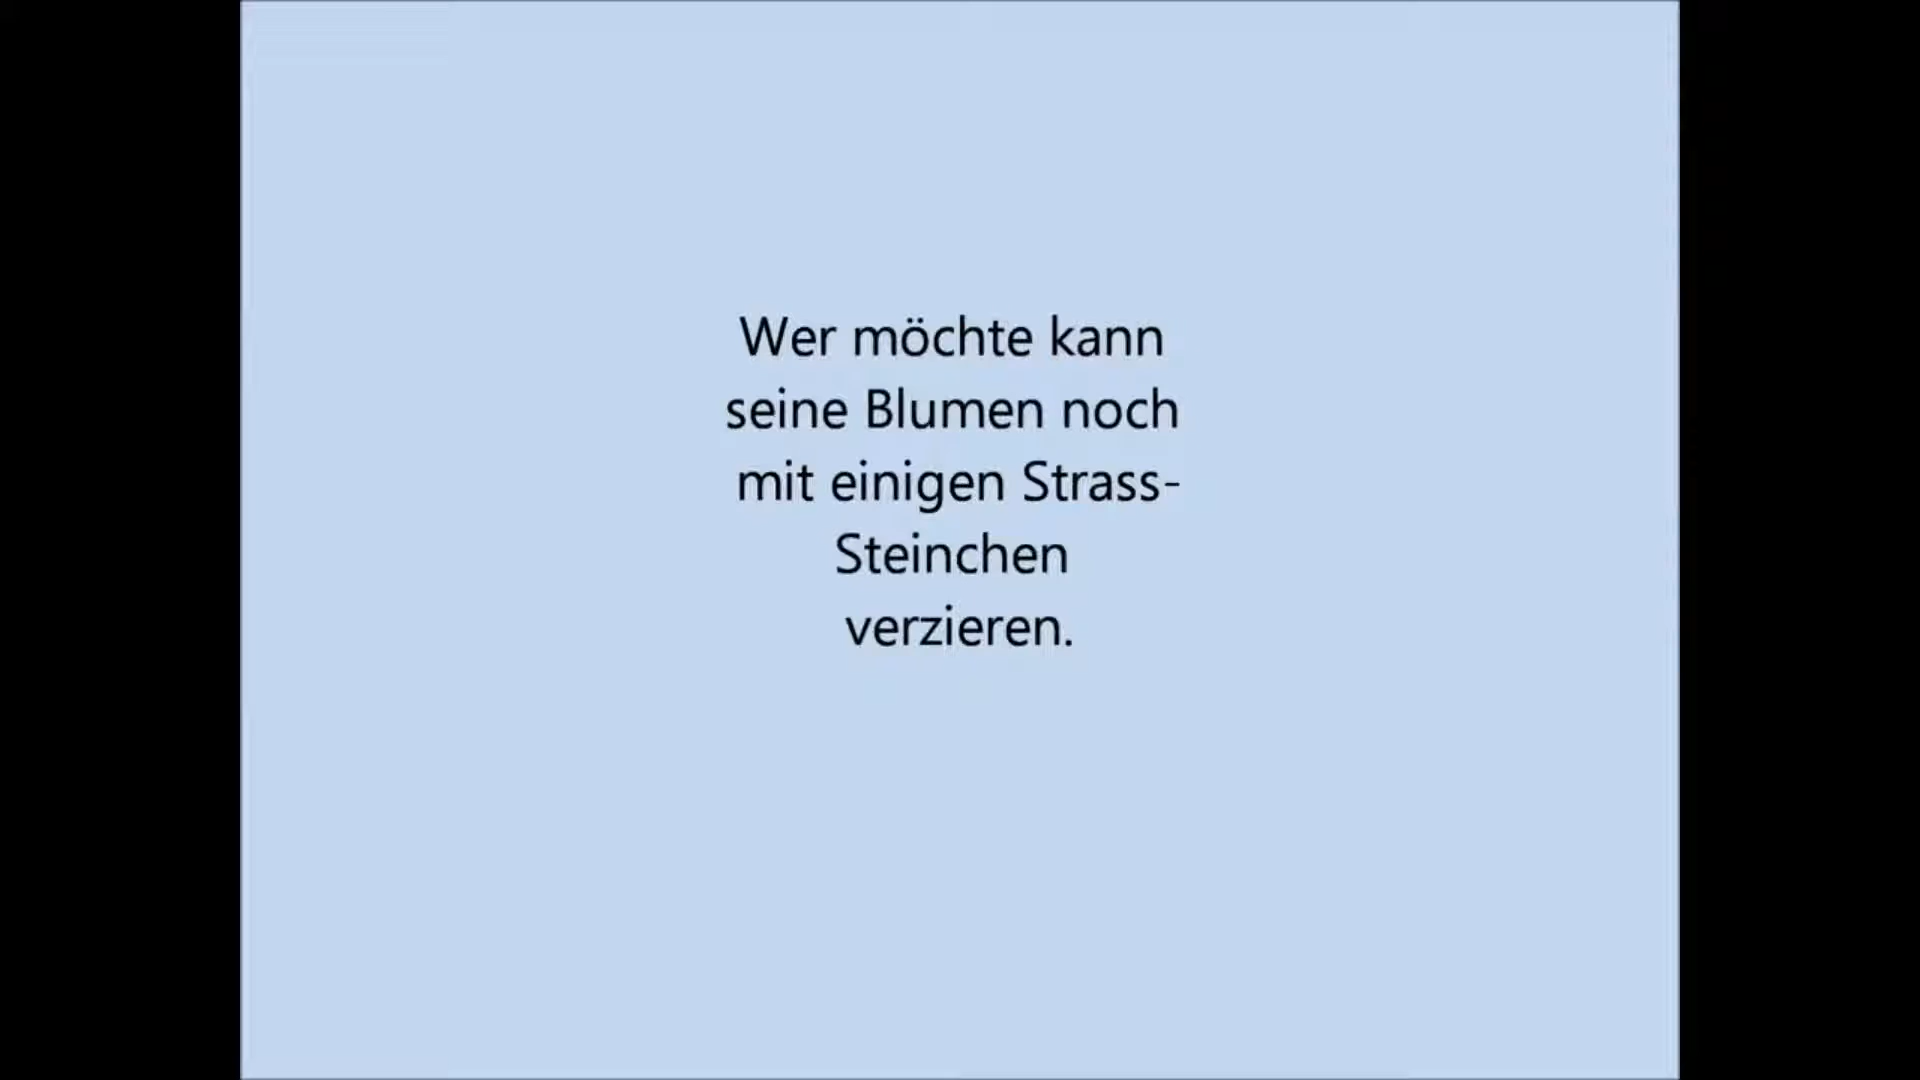 Wer möchte kann
seine Blumen noch
mit einigen Strass-
Steinchen
verzieren.